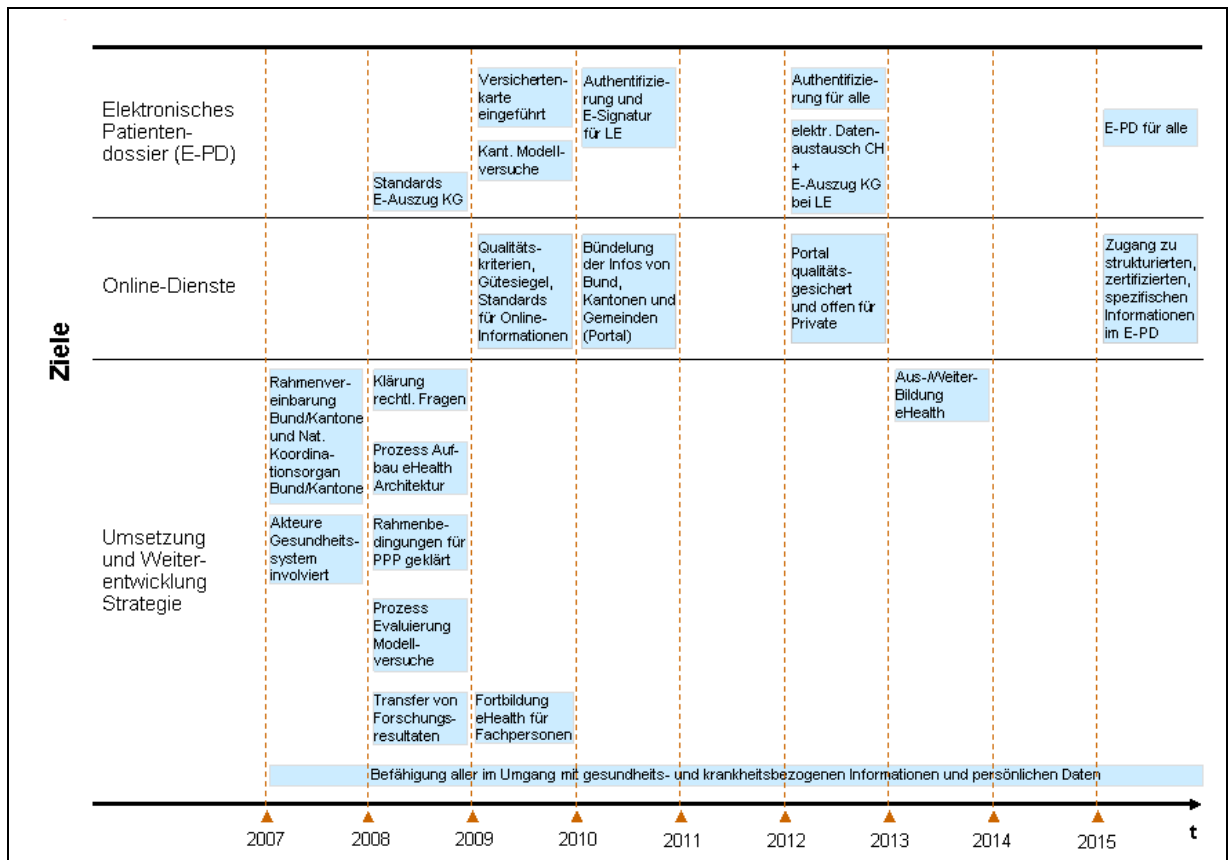 Ziele
Elektronisches
Patienten-
dossier (E-PD)
Standards
E-Auszug KG
Versicherten-
karte
eingeführt
Kant. Modell-
versuche
Authentifizie-
rung und
E-Signatur
für LE
Authentifizie-
rung für alle
elektr. Daten-
austausch CH
+
E-Auszug KG
bei LE
E-PD für alle
Online-Dienste
Qualitäts-
kriterien,
Gütesiegel,
Standards
für Online-
Informationen
Bündelung
der Infos von
Bund,
Kantonen und
Gemeinden
(Portal)
Portal
qualitäts-
gesichert
und offen für
Private
Zugang zu
strukturierten,
zertifizierten,
spezifischen
Informationen
im E-PD
Umsetzung
und Weiter-
entwicklung
Strategie
Rahmenver-
einbarung
Bund/Kantone
und Nat.
Koordina-
tionsorgan
Bund/Kantone
Akteure
Gesundheits-
system
involviert
Klärung
rechtl. Fragen
Prozess Auf-
bau eHealth
Architektur
Rahmenbe-
dingungen für
PPP geklärt
Prozess
Evaluierung
Modell-
versuche
Transfer von
Forschungs-
resultaten
Fortbildung
eHealth für
Fachpersonen
Aus-/Weiter-
Bildung
eHealth
Befähigung aller im Umgang mit gesundheits- und krankheitsbezogenen Informationen und persönlichen Daten
t
2007 2008 2009 2010 2011 2012 2013 2014 2015